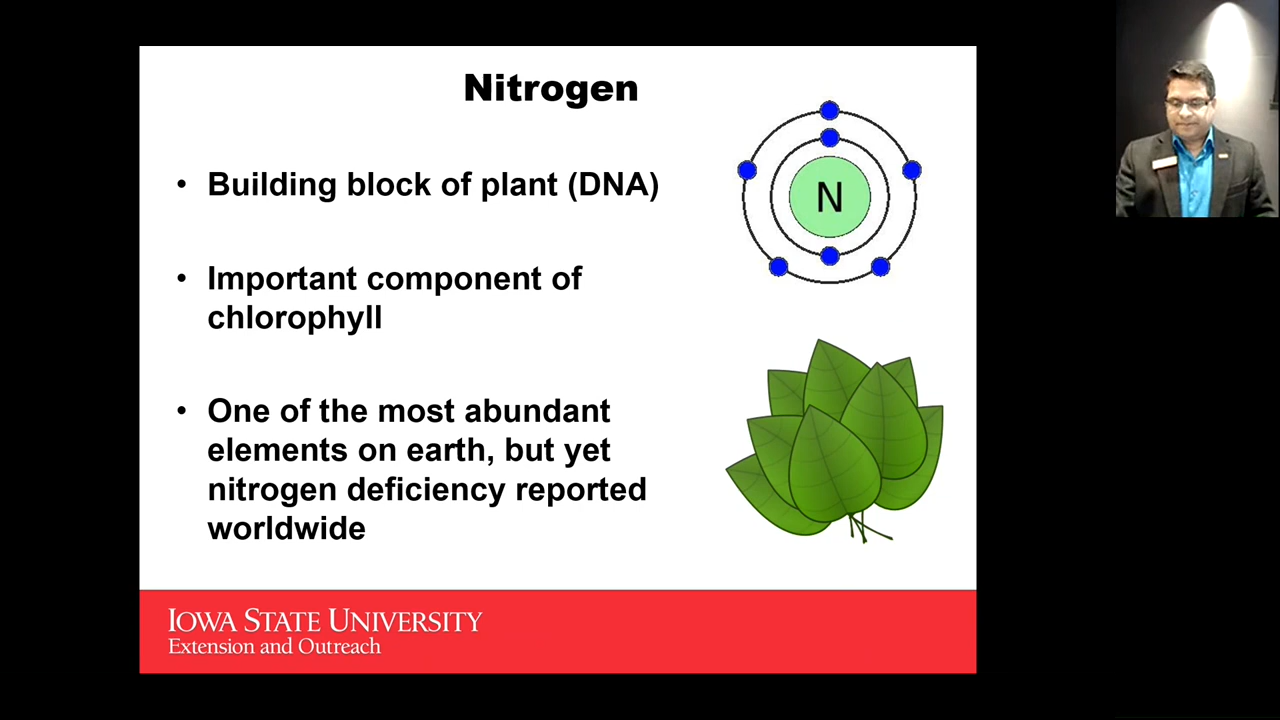 Nitrogen
• Building block of plant (DNA)
• Important component of
chlorophyll
• One of the most abundant
elements on earth, but yet
nitrogen deficiency reported
worldwide
N
IOWA STATE UNIVERSITY
Extension and Outreach